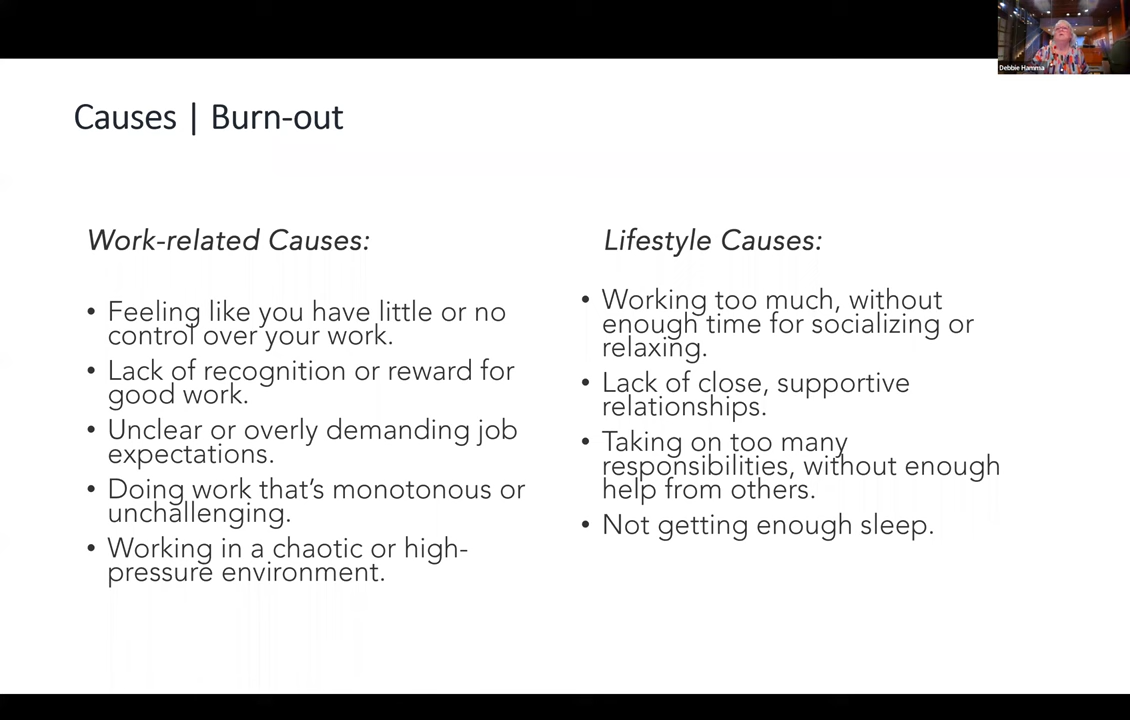 Debbie Hamma
Causes | Burn-out
Work-related Causes:
• Feeling like you have little or no
control over your work.
• Lack of recognition or reward for
good work.
• Unclear or overly demanding job
expectations.
• Doing work that's monotonous or
unchallenging.
• Working in a chaotic or high-
pressure environment.
Lifestyle Causes:
• Working too much, without
enough time for socializing or
relaxing.
• Lack of close, supportive
relationships.
• Taking on too many
responsibilities, without enough
help from others.
• Not getting enough sleep.